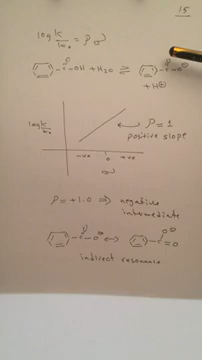 15
log K/K₀ = ρσ
C OH + H₂O ⇌ C O⊖
O O
+ H⊕
log K/K₀
ρ = 1
positive slope
-ve 0 +ve
σ
ρ = +1.0 ⇒ negative
intermediate
C O⊖ ↔ C = O
O O⊖
indirect resonance